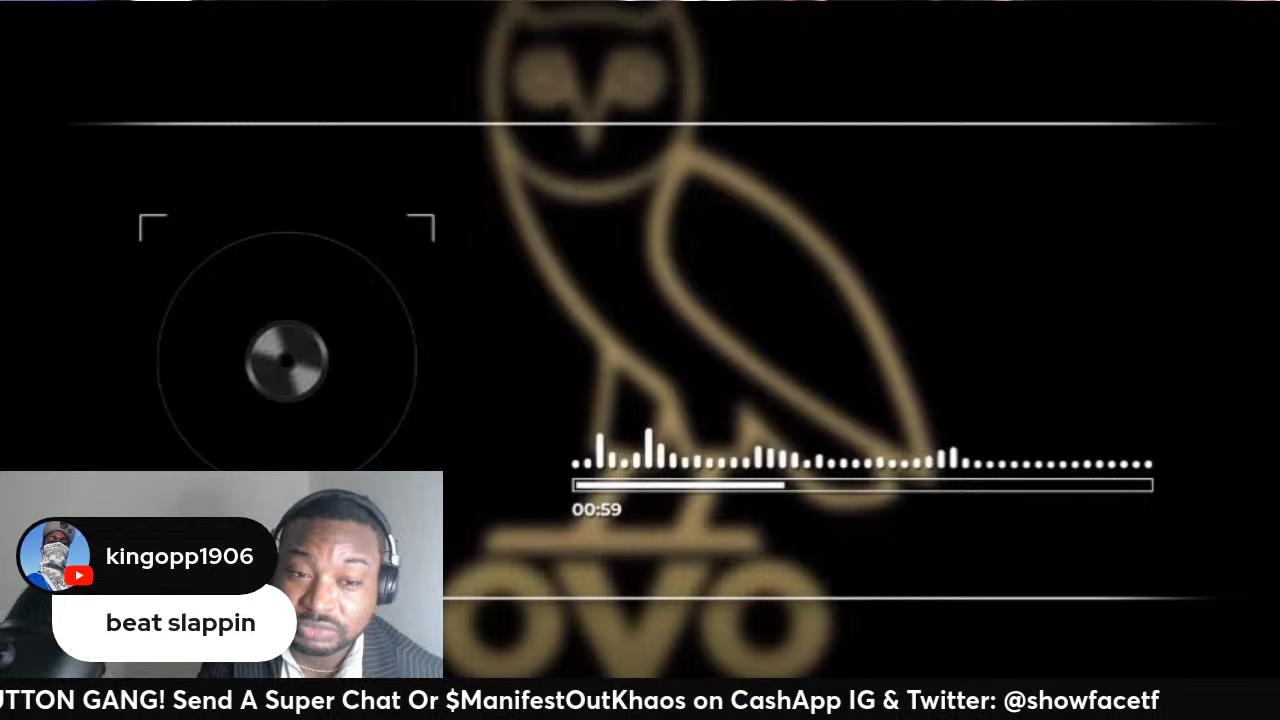 00:59
OVO
kingopp1906
beat slappin
UTTON GANG! Send A Super Chat Or $ManifestOutKhaos on CashApp IG & Twitter: @showfacetf